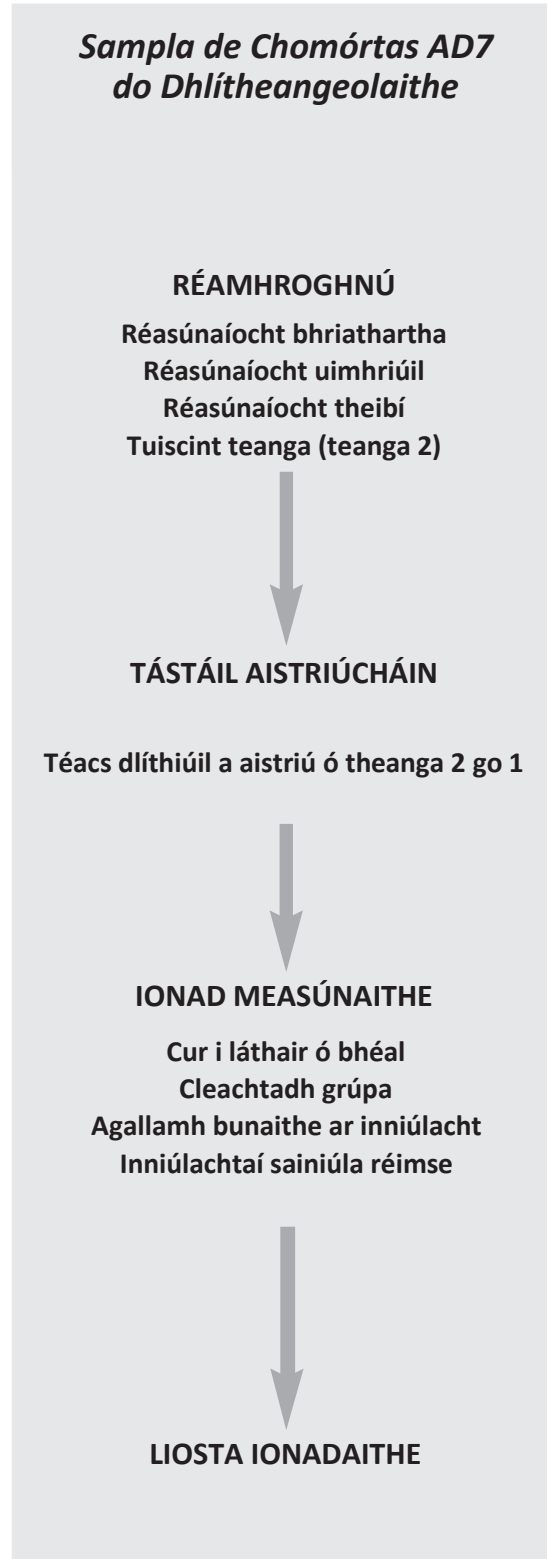 Sampla de Chomórtas AD7
do Dhlítheangeolaithe
RÉAMHROGHNÚ
Réasúnaíocht bhriathartha
Réasúnaíocht uimhriúil
Réasúnaíocht theibí
Tuiscint teanga (teanga 2)
TÁSTÁIL AISTRIÚCHÁIN
Téacs dlíthiúil a aistriú ó theanga 2 go 1
IONAD MEASÚNAITHE
Cur i láthair ó bhéal
Cleachtadh grúpa
Agallamh bunaithe ar inniúlacht
Inniúlachtaí sainiúla réimse
LIOSTA IONADAITHE